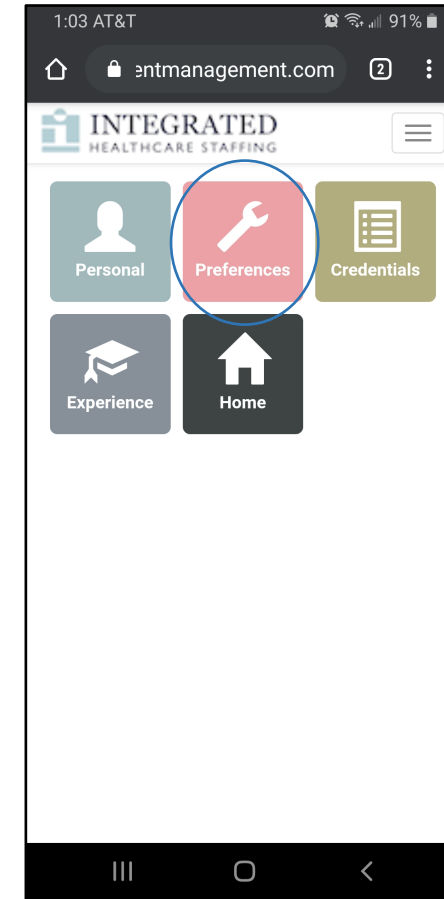 1:03 AT&T 91%
entmanagement.com 2
INTEGRATED
HEALTHCARE STAFFING
Personal Preferences Credentials
Experience Home